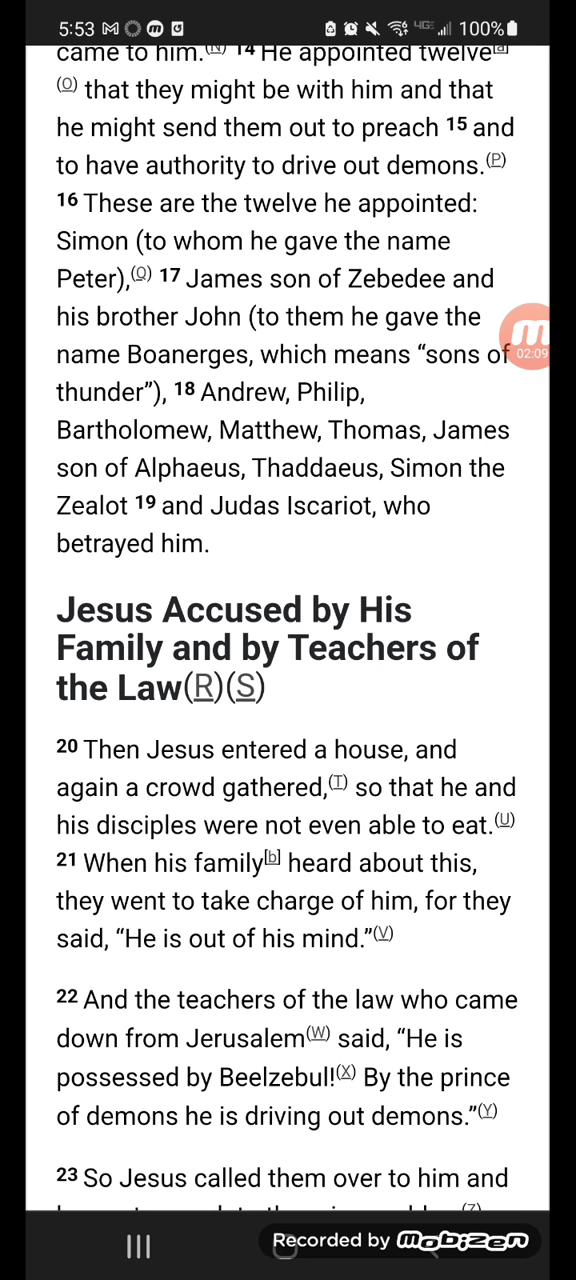 5:53 4GE 100%
came to him.(N) 14 He appointed twelve[a]
(O) that they might be with him and that
he might send them out to preach 15 and
to have authority to drive out demons.(P)
16 These are the twelve he appointed:
Simon (to whom he gave the name
Peter),(Q) 17 James son of Zebedee and
his brother John (to them he gave the
name Boanerges, which means “sons of
02:09
thunder”), 18 Andrew, Philip,
Bartholomew, Matthew, Thomas, James
son of Alphaeus, Thaddaeus, Simon the
Zealot 19 and Judas Iscariot, who
betrayed him.
Jesus Accused by His
Family and by Teachers of
the Law(R)(S)
20 Then Jesus entered a house, and
again a crowd gathered,(T) so that he and
his disciples were not even able to eat.(U)
21 When his family[b] heard about this,
they went to take charge of him, for they
said, “He is out of his mind.”(V)
22 And the teachers of the law who came
down from Jerusalem(W) said, “He is
possessed by Beelzebul!(X) By the prince
of demons he is driving out demons.”(Y)
23 So Jesus called them over to him and
(Z)
Recorded by Mobizen